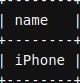 +--------+
| name   |
+--------+
| iPhone |
+--------+